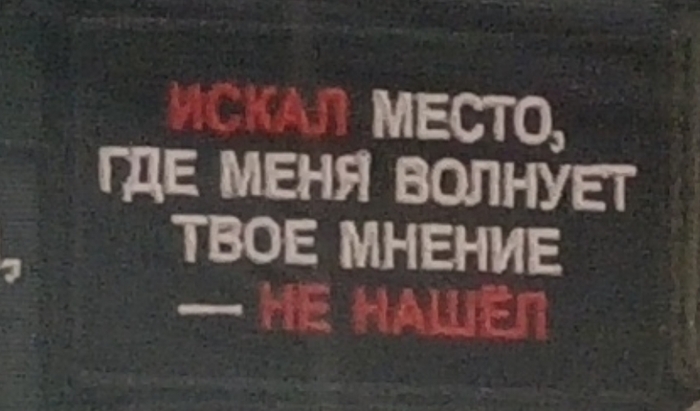 ИСКАЛ МЕСТО,
ГДЕ МЕНЯ ВОЛНУЕТ
ТВОЕ МНЕНИЕ
— НЕ НАШЁЛ